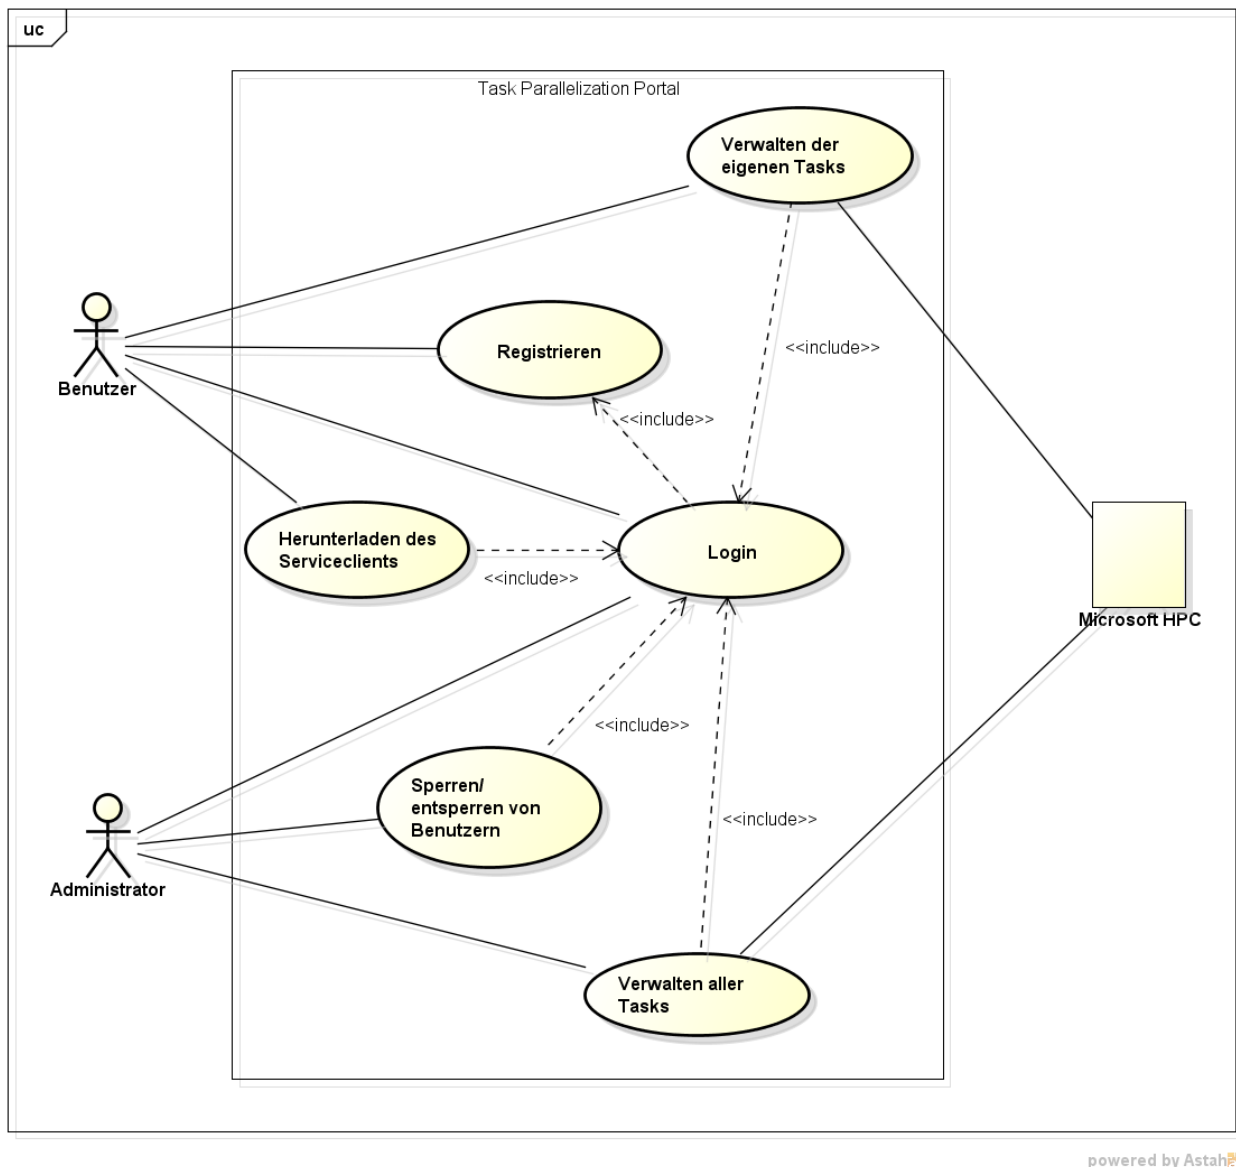 uc
Task Parallelization Portal
Verwalten der
eigenen Tasks
<<include>>
Registrieren
<<include>>
Benutzer
Herunterladen des
Serviceclients
<<include>>
Login
Microsoft HPC
<<include>>
Sperren/
entsperren von
Benutzern
<<include>>
Administrator
Verwalten aller
Tasks
powered by Astah